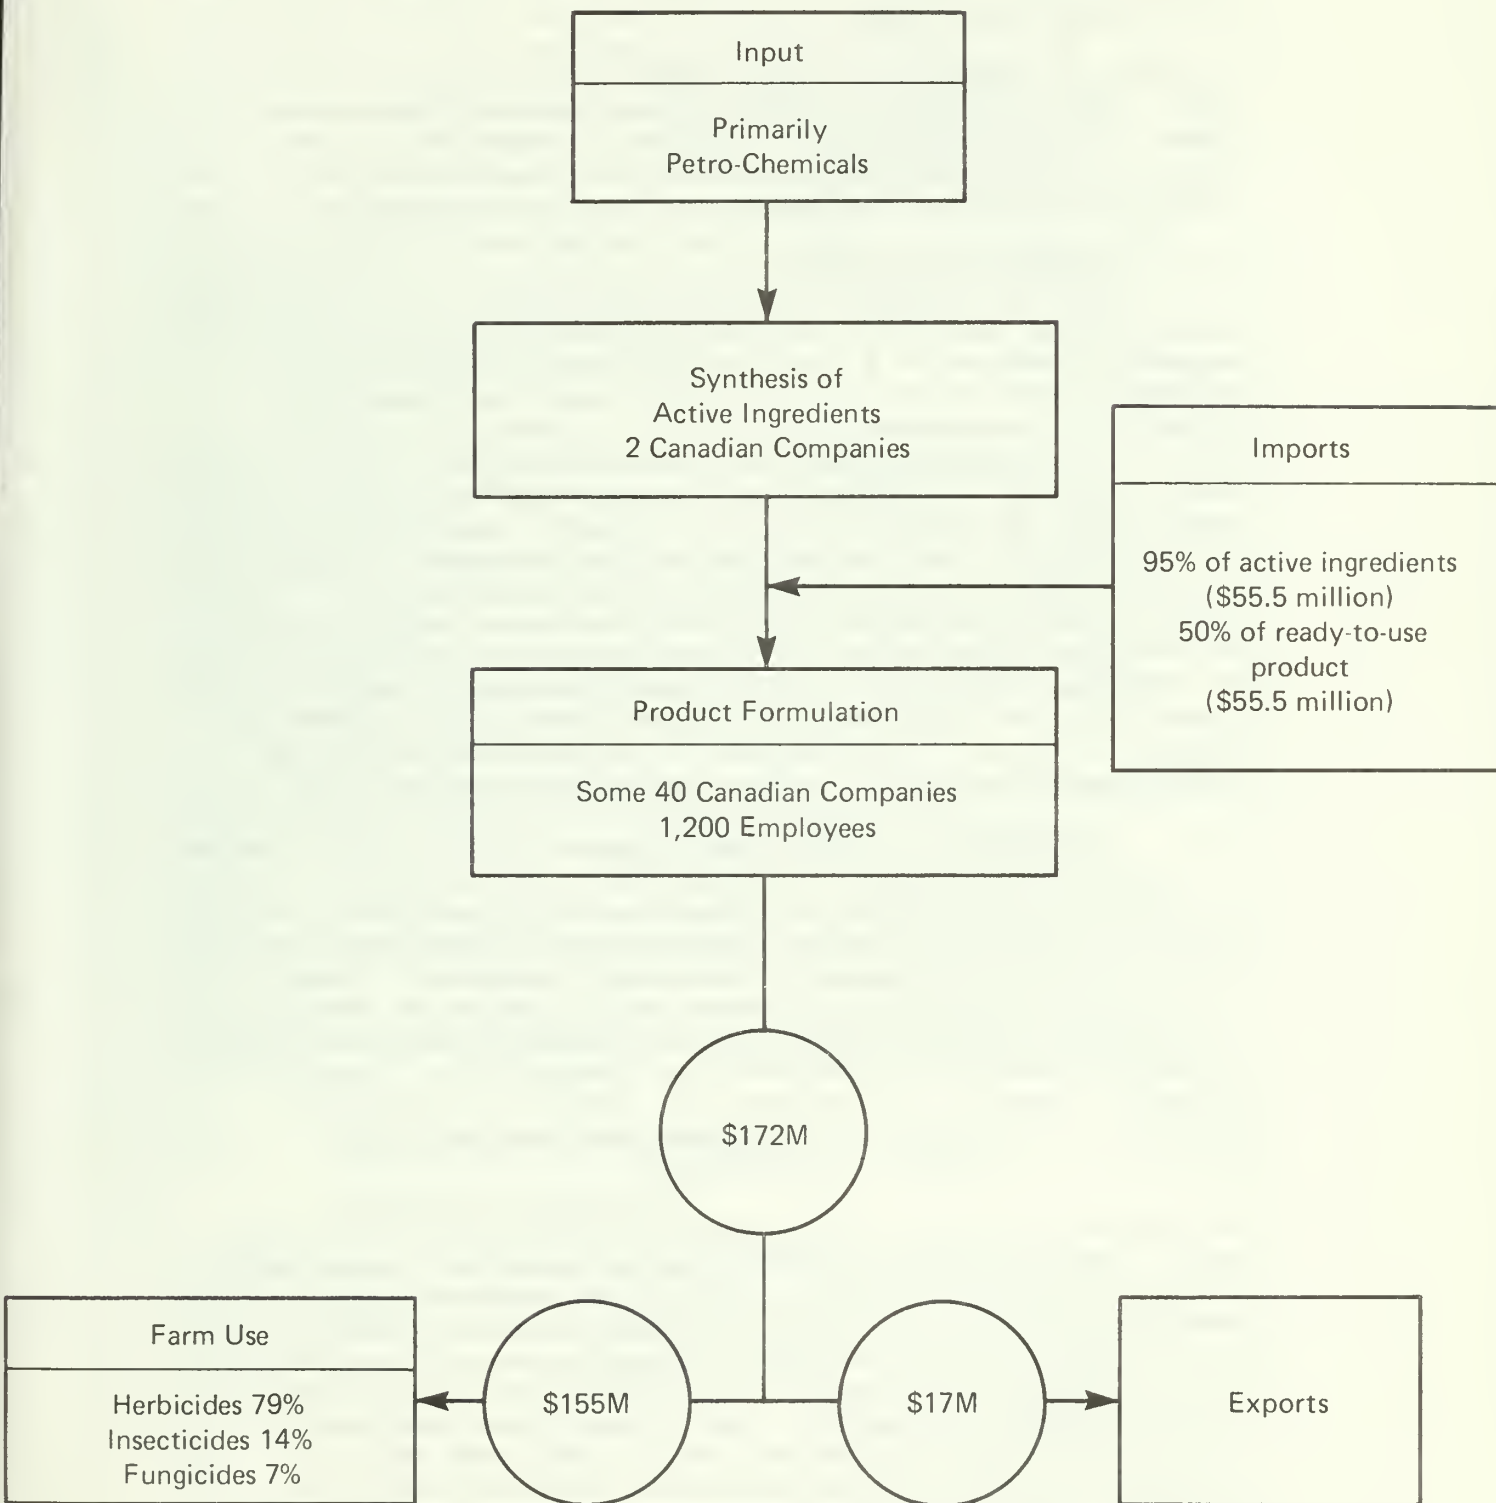 Input
Primarily
Petro-Chemicals
Synthesis of
Active Ingredients
2 Canadian Companies
Imports
95% of active ingredients
($55.5 million)
50% of ready-to-use
product
($55.5 million)
Product Formulation
Some 40 Canadian Companies
1,200 Employees
$172M
Farm Use
Herbicides 79%
Insecticides 14%
Fungicides 7%
$155M
$17M
Exports